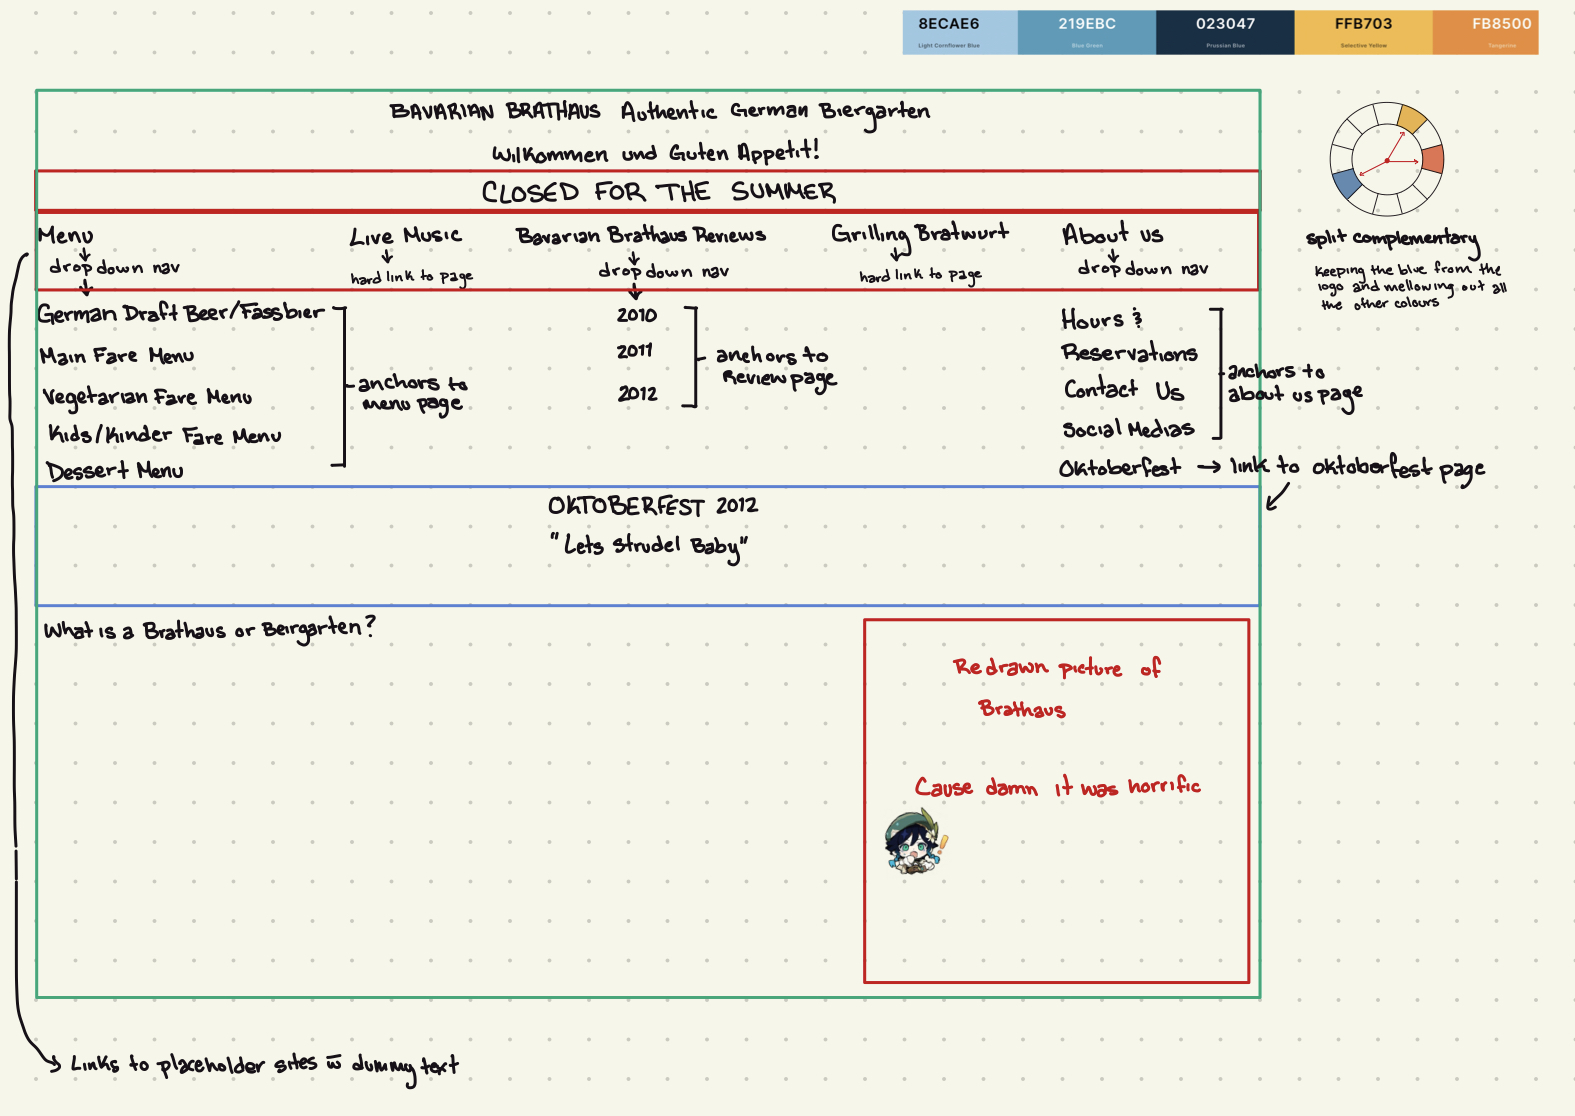 8ECAE6 219EBC 023047 FFB703 FB8500
Light Cornflower Blue Blue Green Prussian Blue Selective Yellow Tangerine
BAVARIAN BRATHAUS Authentic German Biergarten
Wilkommen und Guten Appetit!
CLOSED FOR THE SUMMER
Menu
drop down nav
Live Music
hard link to page
Bavarian Brathaus Reviews
drop down nav
Grilling Bratwurt
hard link to page
About us
drop down nav
split complementary
Keeping the blue from the
logo and mellowing out all
the other colours
German Draft Beer/Fassbier
Main Fare Menu
Vegetarian Fare Menu
Kids/Kinder Fare Menu
Dessert Menu
anchors to
menu page
2010
2011
2012
anchors to
Review page
Hours &
Reservations
Contact Us
Social Medias
anchors to
about us page
Oktoberfest → link to oktoberfest page
OKTOBERFEST 2012
"Lets Strudel Baby"
What is a Brathaus or Beirgarten?
Redrawn picture of
Brathaus
Cause damn it was horrific
Links to placeholder sites w̅ dummy text